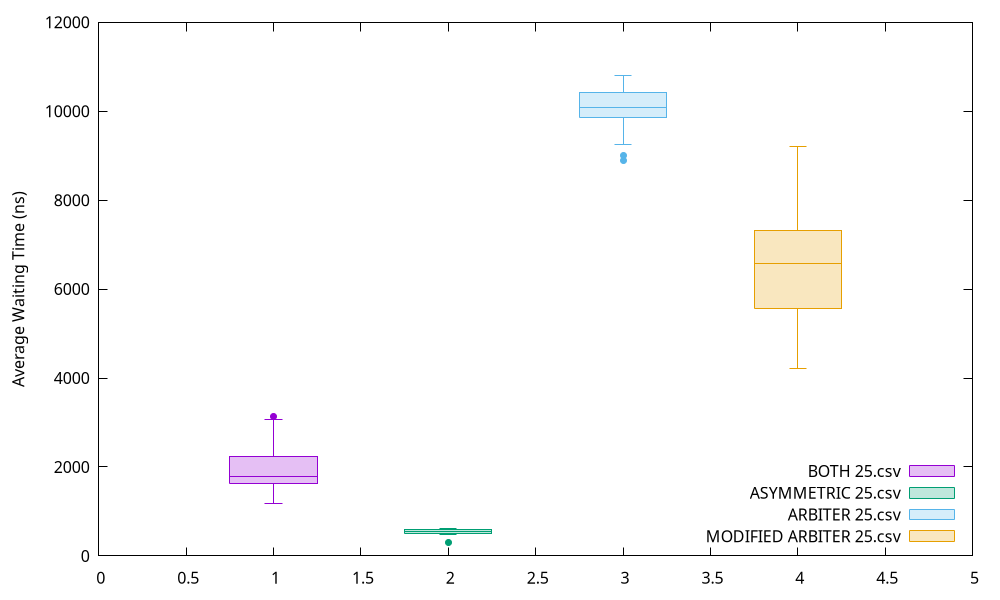 12000
10000
8000
6000
4000
2000
0
Average Waiting Time (ns)
BOTH 25.csv
ASYMMETRIC 25.csv
ARBITER 25.csv
MODIFIED ARBITER 25.csv
0 0.5 1 1.5 2 2.5 3 3.5 4 4.5 5